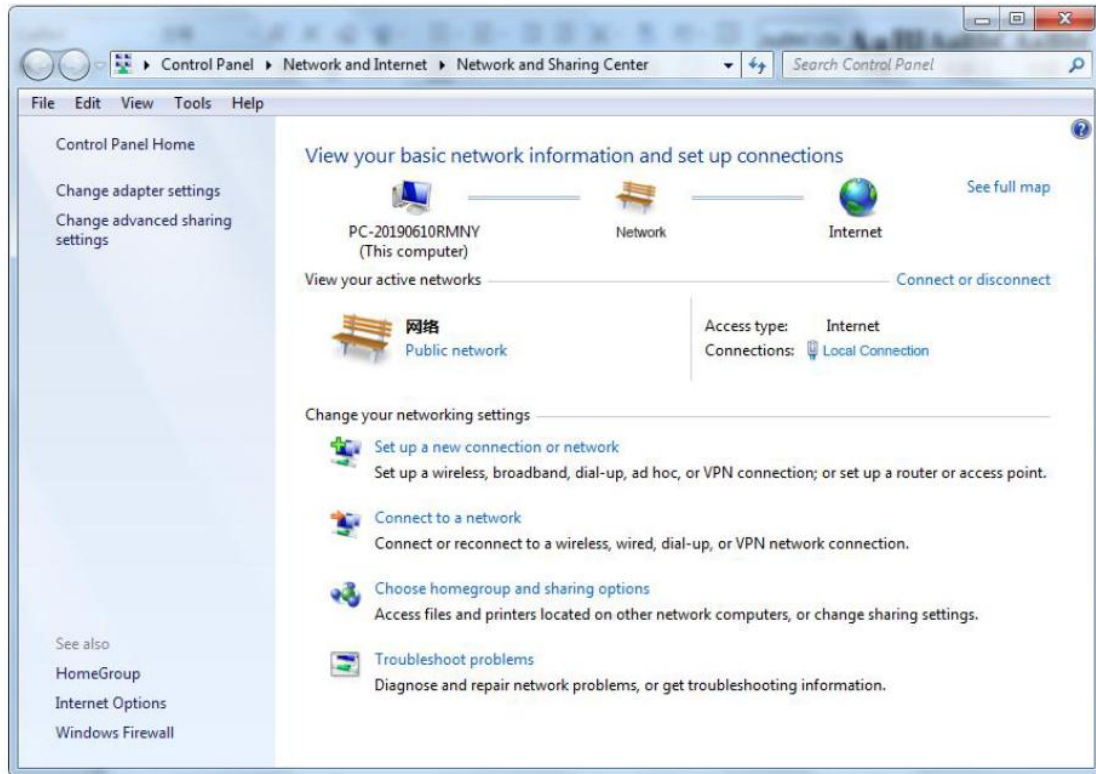 Control Panel ▸ Network and Internet ▸ Network and Sharing Center
Search Control Panel
File Edit View Tools Help
Control Panel Home
Change adapter settings
Change advanced sharing
settings
View your basic network information and set up connections
See full map
PC-20190610RMNY
(This computer)
Network
Internet
View your active networks
Connect or disconnect
网络
Public network
Access type: Internet
Connections: Local Connection
Change your networking settings
Set up a new connection or network
Set up a wireless, broadband, dial-up, ad hoc, or VPN connection; or set up a router or access point.
Connect to a network
Connect or reconnect to a wireless, wired, dial-up, or VPN network connection.
Choose homegroup and sharing options
Access files and printers located on other network computers, or change sharing settings.
Troubleshoot problems
Diagnose and repair network problems, or get troubleshooting information.
See also
HomeGroup
Internet Options
Windows Firewall